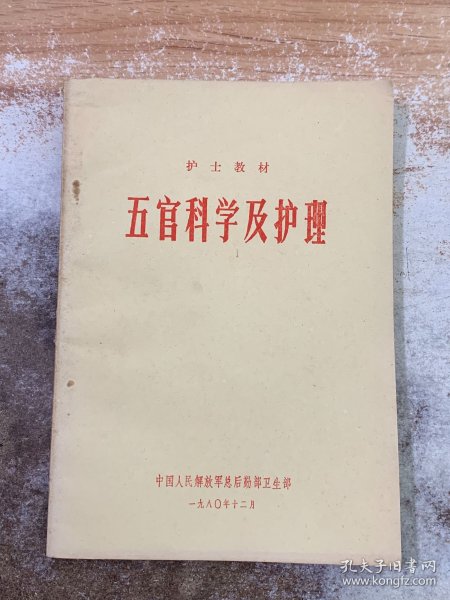 护士教材
五官科学及护理
中国人民解放军总后勤部卫生部
一九八〇年十二月
孔夫子旧书网
www.kongfz.com